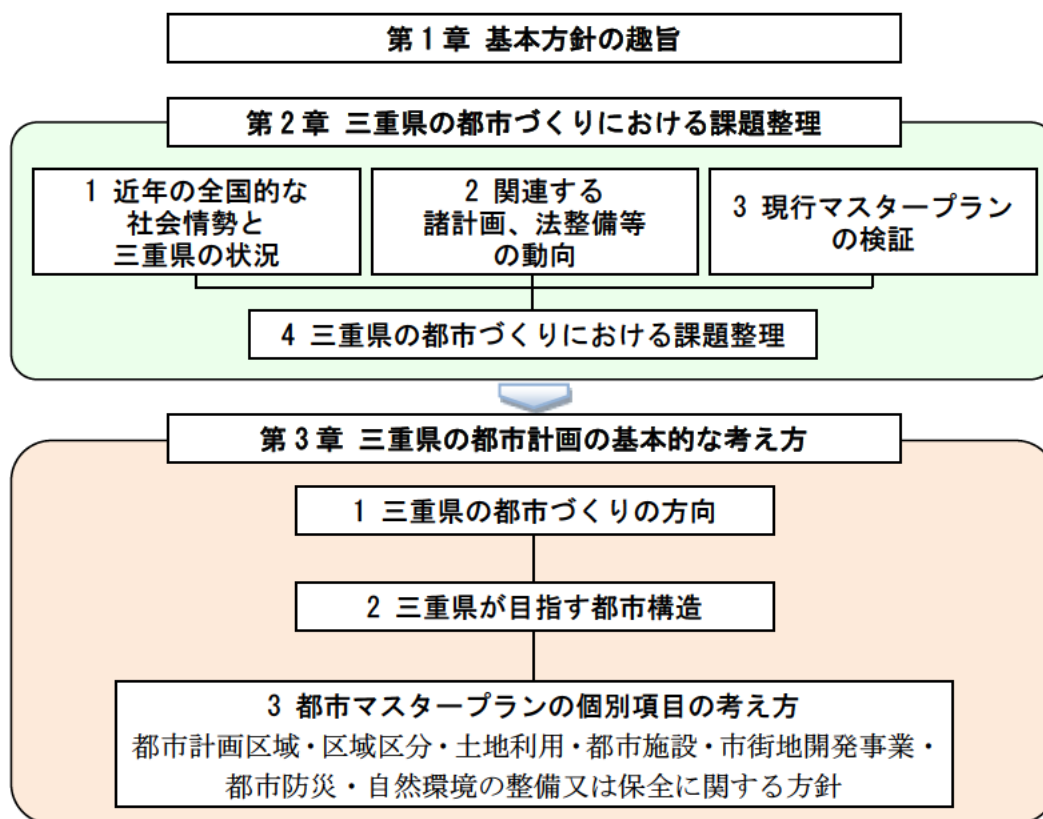 第1章 基本方針の趣旨
第2章 三重県の都市づくりにおける課題整理
1 近年の全国的な
社会情勢と
三重県の状況
2 関連する
諸計画、法整備等
の動向
3 現行マスタープラン
の検証
4 三重県の都市づくりにおける課題整理
第3章 三重県の都市計画の基本的な考え方
1 三重県の都市づくりの方向
2 三重県が目指す都市構造
3 都市マスタープランの個別項目の考え方
都市計画区域・区域区分・土地利用・都市施設・市街地開発事業・
都市防災・自然環境の整備又は保全に関する方針